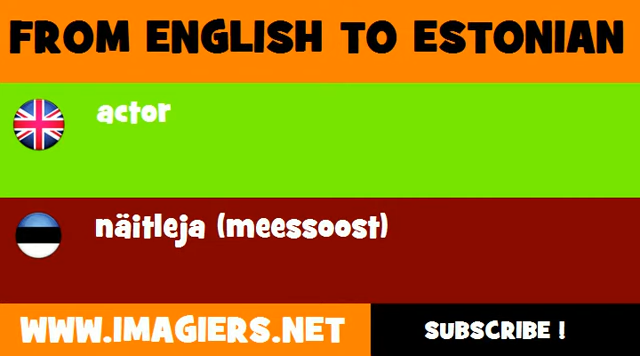 FROM ENGLISH TO ESTONIAN
actor
näitleja (meessoost)
WWW.IMAGIERS.NET
SUBSCRIBE !